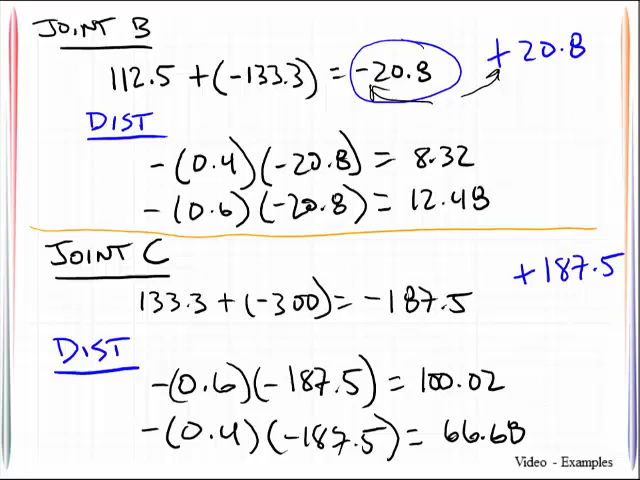 JOINT B
112.5 + (-133.3) = -20.8 +20.8
DIST
-(0.4)(-20.8) = 8.32
-(0.6)(-20.8) = 12.48
JOINT C
133.3 + (-300) = -187.5 +187.5
DIST
-(0.6)(-187.5) = 100.02
-(0.4)(-187.5) = 66.68
Video - Examples